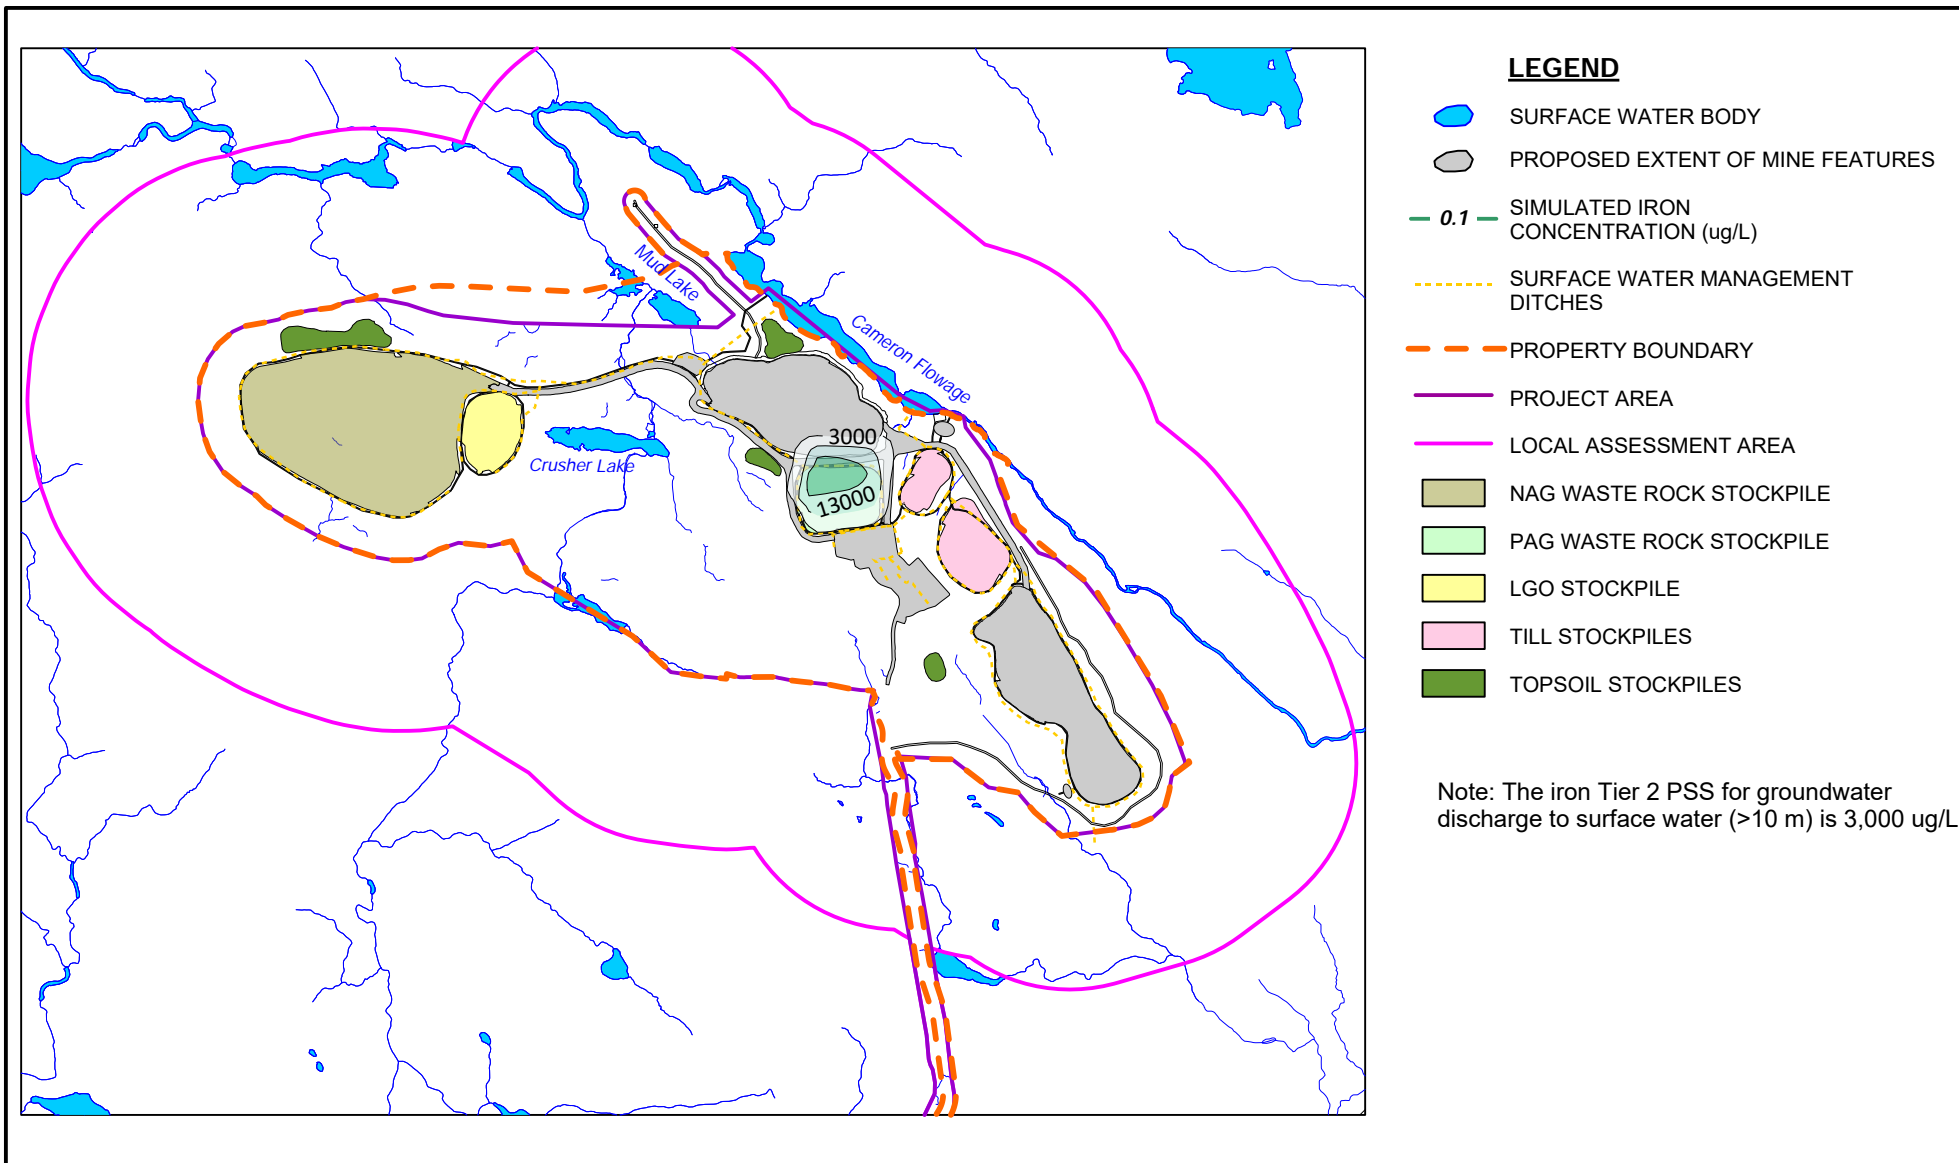 LEGEND
SURFACE WATER BODY
PROPOSED EXTENT OF MINE FEATURES
0.1
SIMULATED IRON
CONCENTRATION (ug/L)
SURFACE WATER MANAGEMENT
DITCHES
PROPERTY BOUNDARY
PROJECT AREA
LOCAL ASSESSMENT AREA
NAG WASTE ROCK STOCKPILE
PAG WASTE ROCK STOCKPILE
LGO STOCKPILE
TILL STOCKPILES
TOPSOIL STOCKPILES
Note: The iron Tier 2 PSS for groundwater
discharge to surface water (>10 m) is 3,000 ug/L
Mud Lake
Cameron Flowage
Crusher Lake
3000
13000